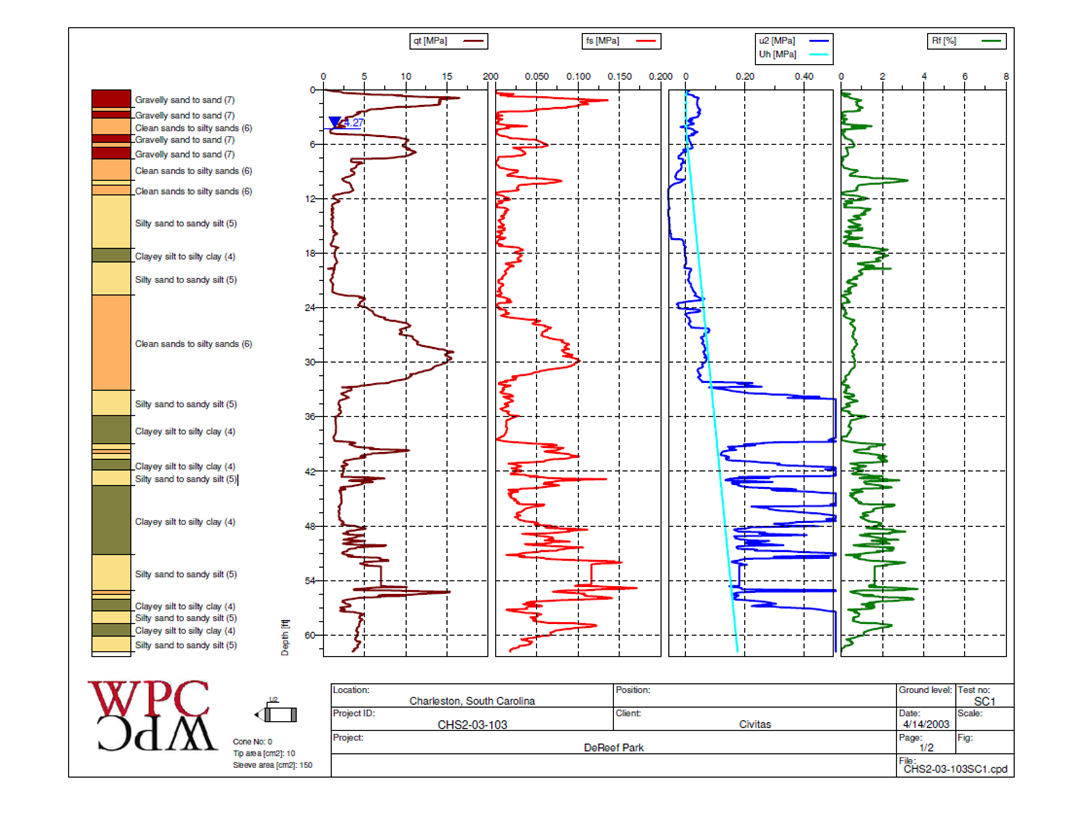 qt [MPa]
fs [MPa]
u2 [MPa]
Uh [MPa]
Rf [%]
0 5 10 15 200 0.050 0.100 0.150 0.200 0 0.20 0.40 0 2 4 6 8
0
Gravelly sand to sand (7)
Gravelly sand to sand (7)
4.27
Clean sands to silty sands (6)
Gravelly sand to sand (7)
6
Gravelly sand to sand (7)
Clean sands to silty sands (6)
Clean sands to silty sands (6)
12
Silty sand to sandy silt (5)
18
Clayey silt to silty clay (4)
Silty sand to sandy silt (5)
24
Clean sands to silty sands (6)
30
Silty sand to sandy silt (5)
36
Clayey silt to silty clay (4)
Clayey silt to silty clay (4)
42
Silty sand to sandy silt (5)
Clayey silt to silty clay (4)
48
Silty sand to sandy silt (5)
54
Clayey silt to silty clay (4)
Silty sand to sandy silt (5)
Clayey silt to silty clay (4)
60
Silty sand to sandy silt (5)
Depth [ft]
WPC
WPC
U2
Cone No: 0
Tip area [cm2]: 10
Sleeve area [cm2]: 150
Location:
Charleston, South Carolina
Position:
Ground level:
Test no:
SC1
Project ID:
CHS2-03-103
Client:
Civitas
Date:
4/14/2003
Scale:
Project:
DeReef Park
Page:
1/2
Fig:
File:
CHS2-03-103SC1.cpd